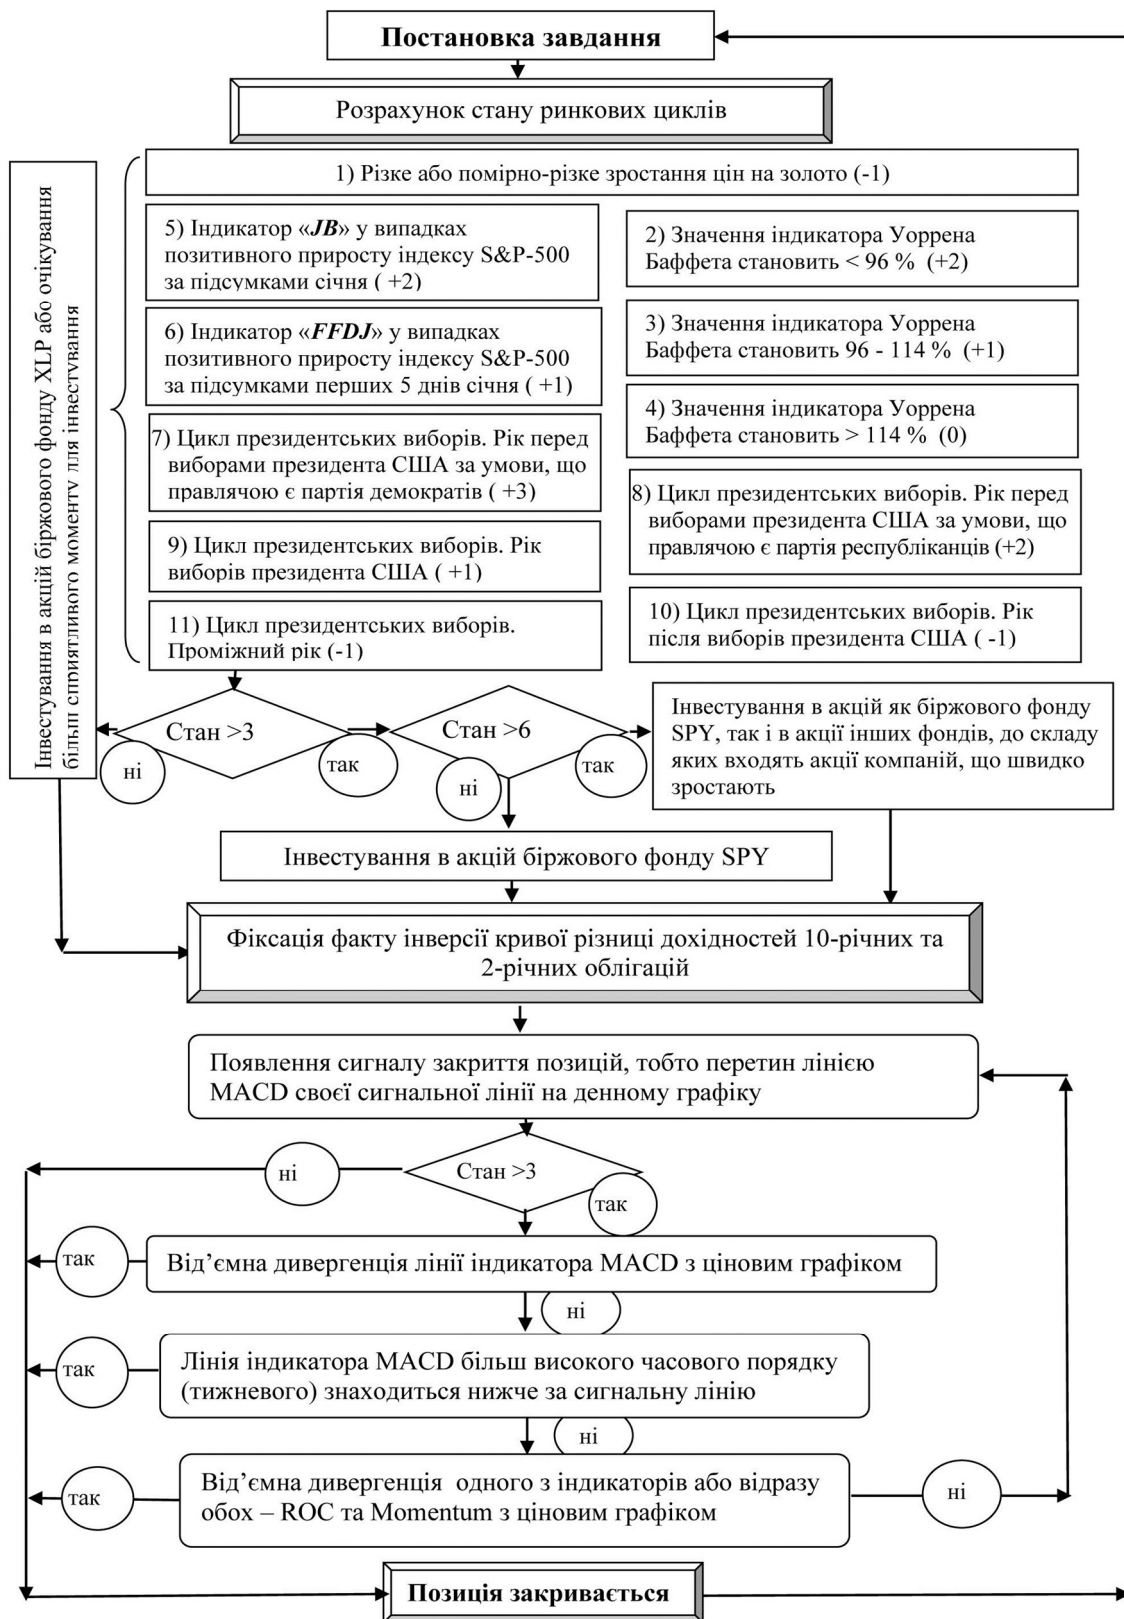 Постановка завдання
Розрахунок стану ринкових циклів
Інвестування в акцій біржового фонду XLP або очікування
більш сприятливого моменту для інвестування
1) Різке або помірно-різке зростання цін на золото (-1)
5) Індикатор «JB» у випадках
позитивного приросту індексу S&P-500
за підсумками січня ( +2)
2) Значення індикатора Уоррена
Баффета становить < 96 % (+2)
6) Індикатор «FFDJ» у випадках
позитивного приросту індексу S&P-500
за підсумками перших 5 днів січня ( +1)
3) Значення індикатора Уоррена
Баффета становить 96 - 114 % (+1)
4) Значення індикатора Уоррена
Баффета становить > 114 % (0)
7) Цикл президентських виборів. Рік перед
виборами президента США за умови, що
правлячою є партія демократів ( +3)
8) Цикл президентських виборів. Рік перед
виборами президента США за умови, що
правлячою є партія республіканців (+2)
9) Цикл президентських виборів. Рік
виборів президента США ( +1)
10) Цикл президентських виборів. Рік
після виборів президента США ( -1)
11) Цикл президентських виборів.
Проміжний рік (-1)
Стан >3
ні
так
Стан >6
ні
так
Інвестування в акцій як біржового фонду
SPY, так і в акції інших фондів, до складу
яких входять акції компаній, що швидко
зростають
Інвестування в акцій біржового фонду SPY
Фіксація факту інверсії кривої різниці дохідностей 10-річних та
2-річних облігацій
Появлення сигналу закриття позицій, тобто перетин лінією
MACD своєї сигнальної лінії на денному графіку
ні
Стан >3
так
так
Від’ємна дивергенція лінії індикатора MACD з ціновим графіком
ні
так
Лінія індикатора MACD більш високого часового порядку
(тижневого) знаходиться нижче за сигнальну лінію
ні
так
Від’ємна дивергенція одного з індикаторів або відразу
обох – ROC та Momentum з ціновим графіком
ні
Позиція закривається